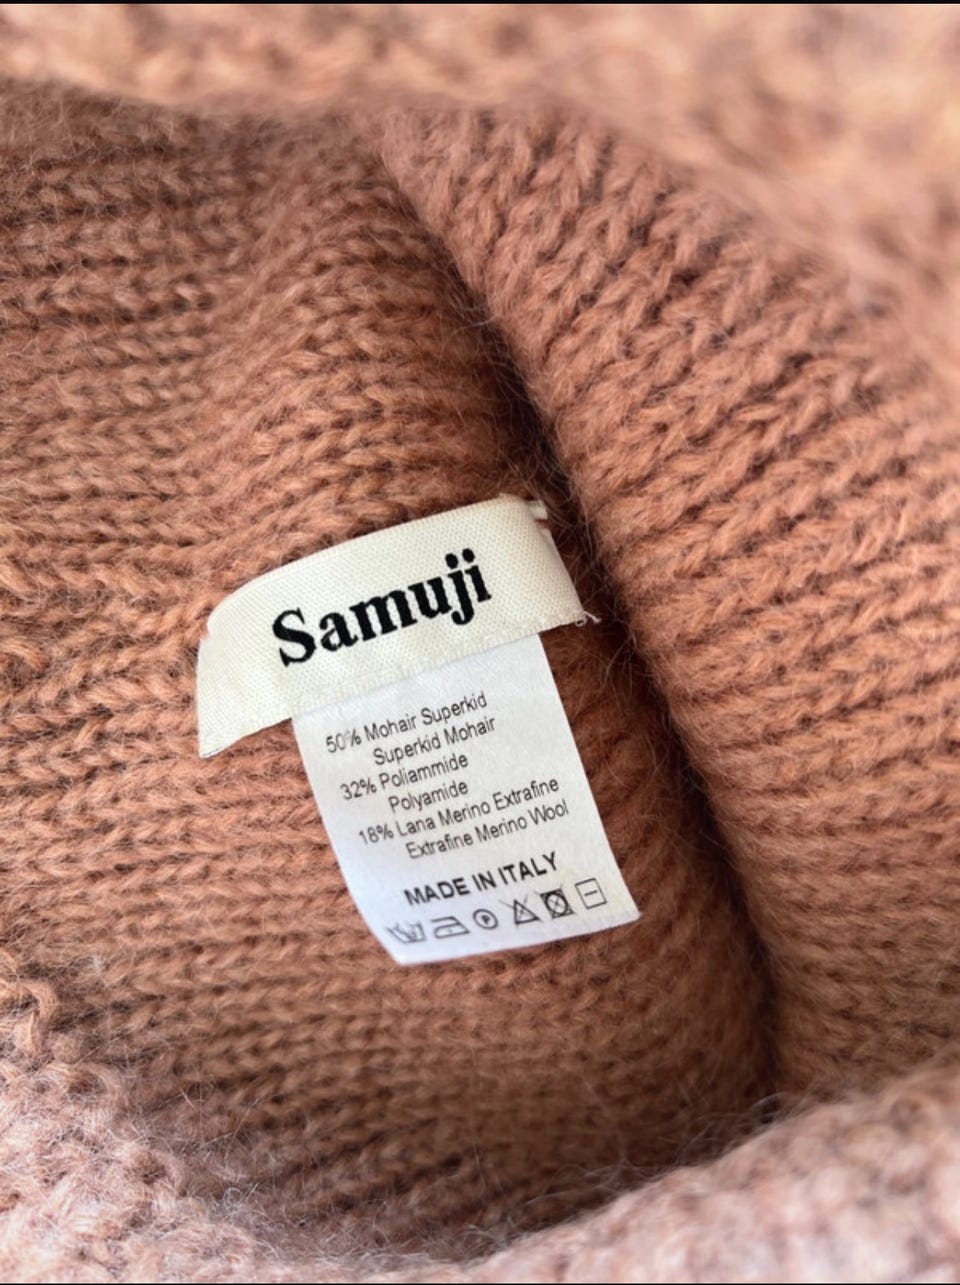 Samuji
50% Mohair Superkid
Superkid Mohair
32% Poliammide
Polyamide
18% Lana Merino Extrafine
Extrafine Merino Wool
MADE IN ITALY
P